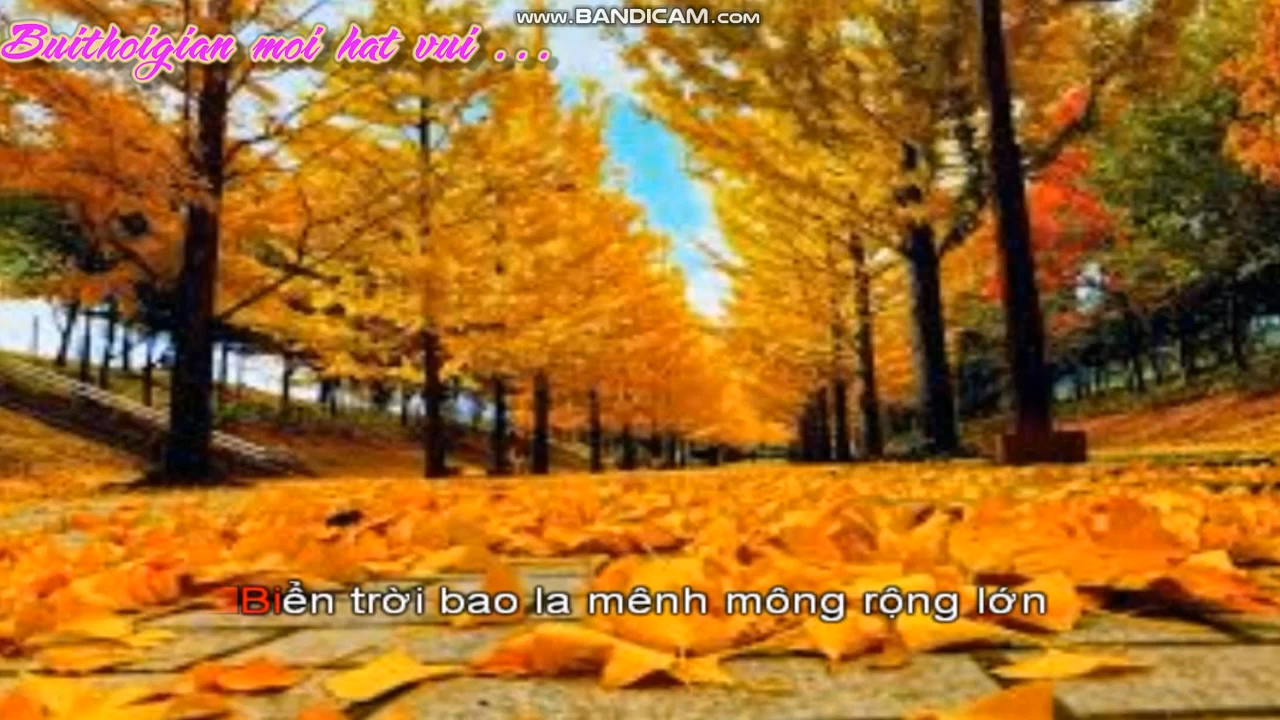 www.BANDICAM.com
Buithoigian moi hat vui ...
Biển trời bao la mênh mông rộng lớn